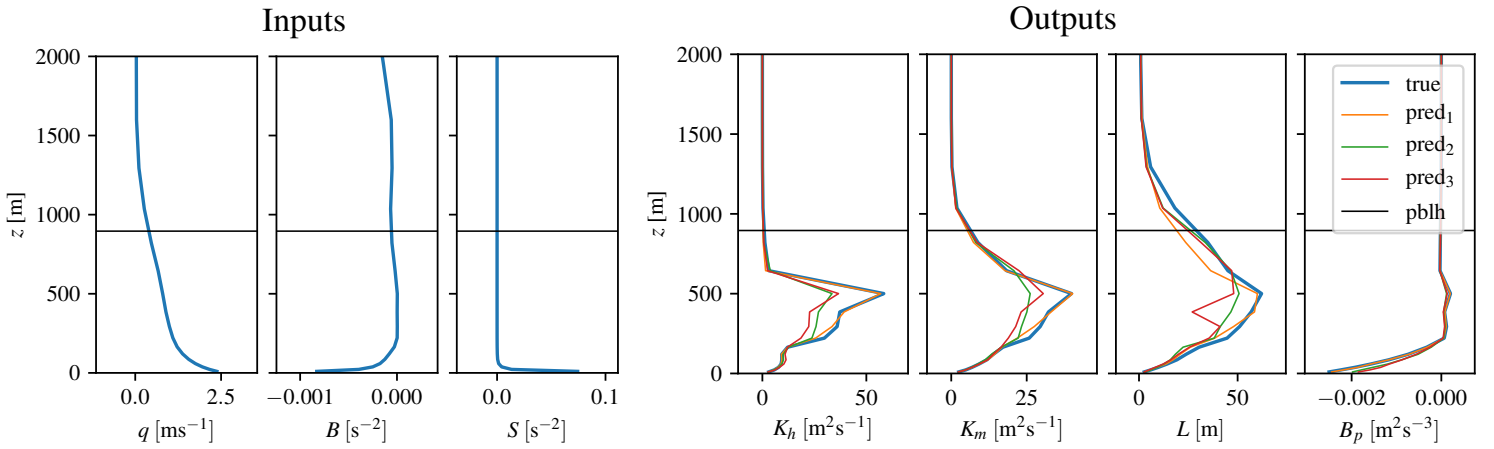 Inputs
Outputs
2000
1500
1000
500
0
z [m]
0.0 2.5
q [ms⁻¹]
−0.001 0.000
B [s⁻²]
0.0 0.1
S [s⁻²]
2000
1500
1000
500
0
z [m]
0 50
K_h [m²s⁻¹]
0 25
K_m [m²s⁻¹]
0 50
L [m]
−0.002 0.000
B_p [m²s⁻³]
true
pred₁
pred₂
pred₃
pblh